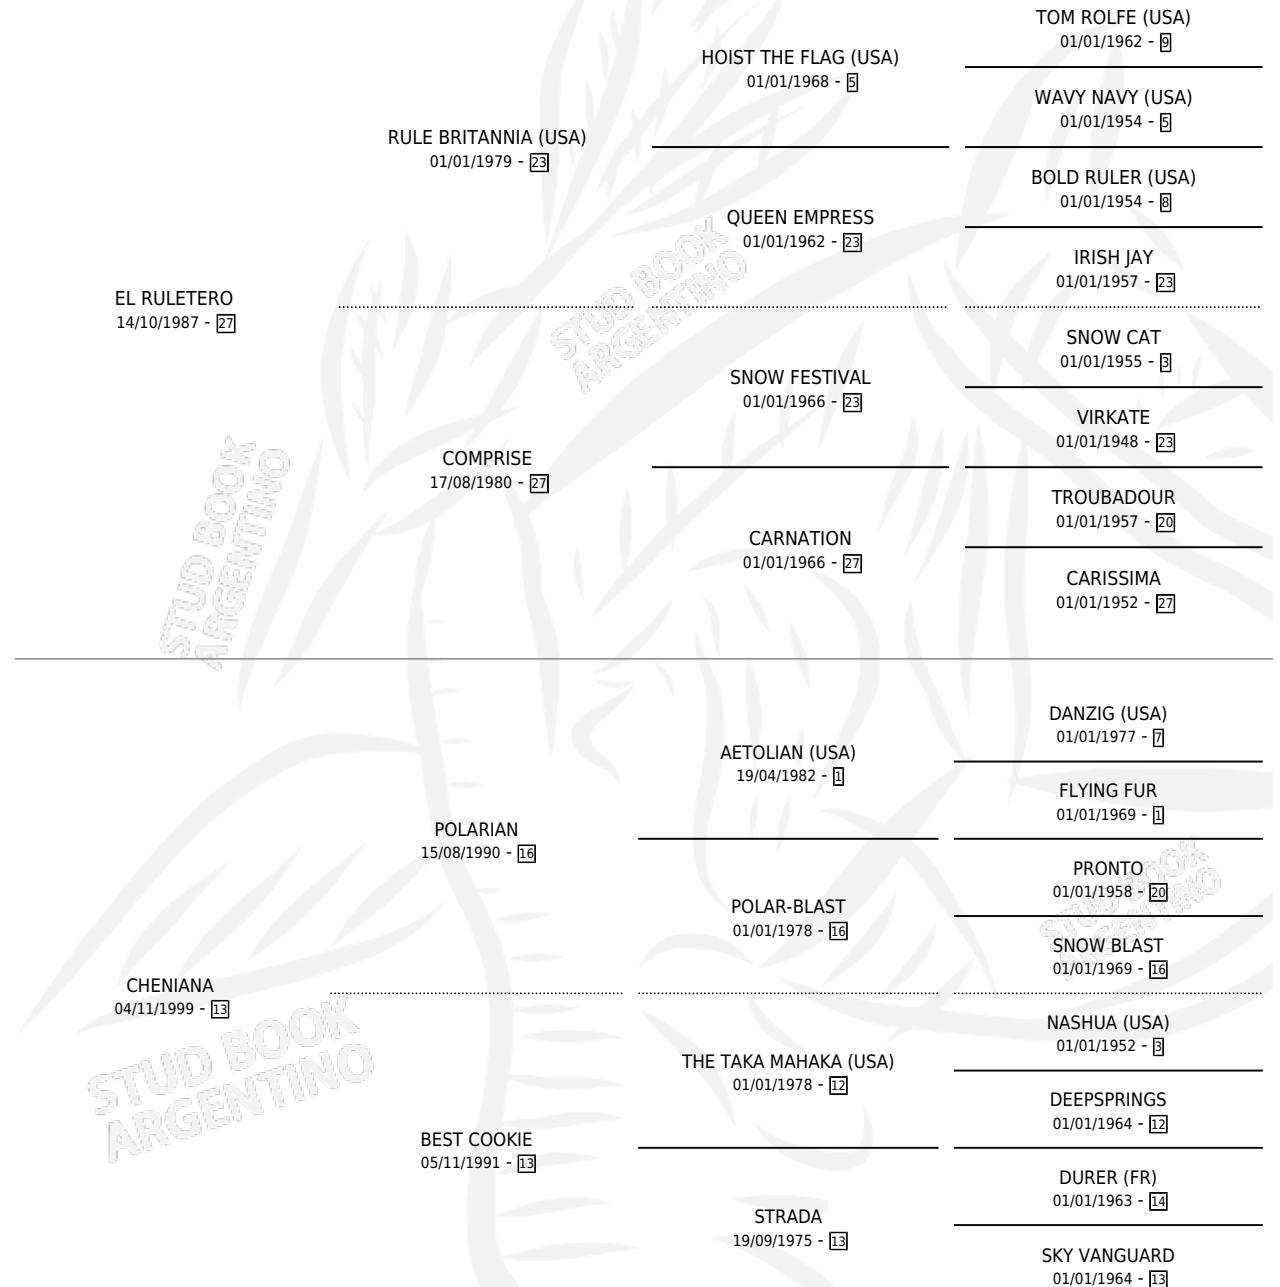 TOM ROLFE (USA)
01/01/1962 - 9
HOIST THE FLAG (USA)
01/01/1968 - 5
WAVY NAVY (USA)
01/01/1954 - 5
RULE BRITANNIA (USA)
01/01/1979 - 23
BOLD RULER (USA)
01/01/1954 - 8
QUEEN EMPRESS
01/01/1962 - 23
IRISH JAY
01/01/1957 - 23
EL RULETERO
14/10/1987 - 27
STUD BOOK
ARGENTINO
SNOW CAT
01/01/1955 - 3
SNOW FESTIVAL
01/01/1966 - 23
VIRKATE
01/01/1948 - 23
COMPRISE
17/08/1980 - 27
TROUBADOUR
01/01/1957 - 20
CARNATION
01/01/1966 - 27
CARISSIMA
01/01/1952 - 27
STUD BOOK
ARGENTINO
DANZIG (USA)
01/01/1977 - 7
AETOLIAN (USA)
19/04/1982 - 1
FLYING FUR
01/01/1969 - 1
POLARIAN
15/08/1990 - 16
PRONTO
01/01/1958 - 20
POLAR-BLAST
01/01/1978 - 16
STUD BOOK
ARGENTINO
SNOW BLAST
01/01/1969 - 16
CHENIANA
04/11/1999 - 13
STUD BOOK
ARGENTINO
NASHUA (USA)
01/01/1952 - 3
THE TAKA MAHAKA (USA)
01/01/1978 - 12
DEEPSPRINGS
01/01/1964 - 12
BEST COOKIE
05/11/1991 - 13
DURER (FR)
01/01/1963 - 14
STRADA
19/09/1975 - 13
SKY VANGUARD
01/01/1964 - 13